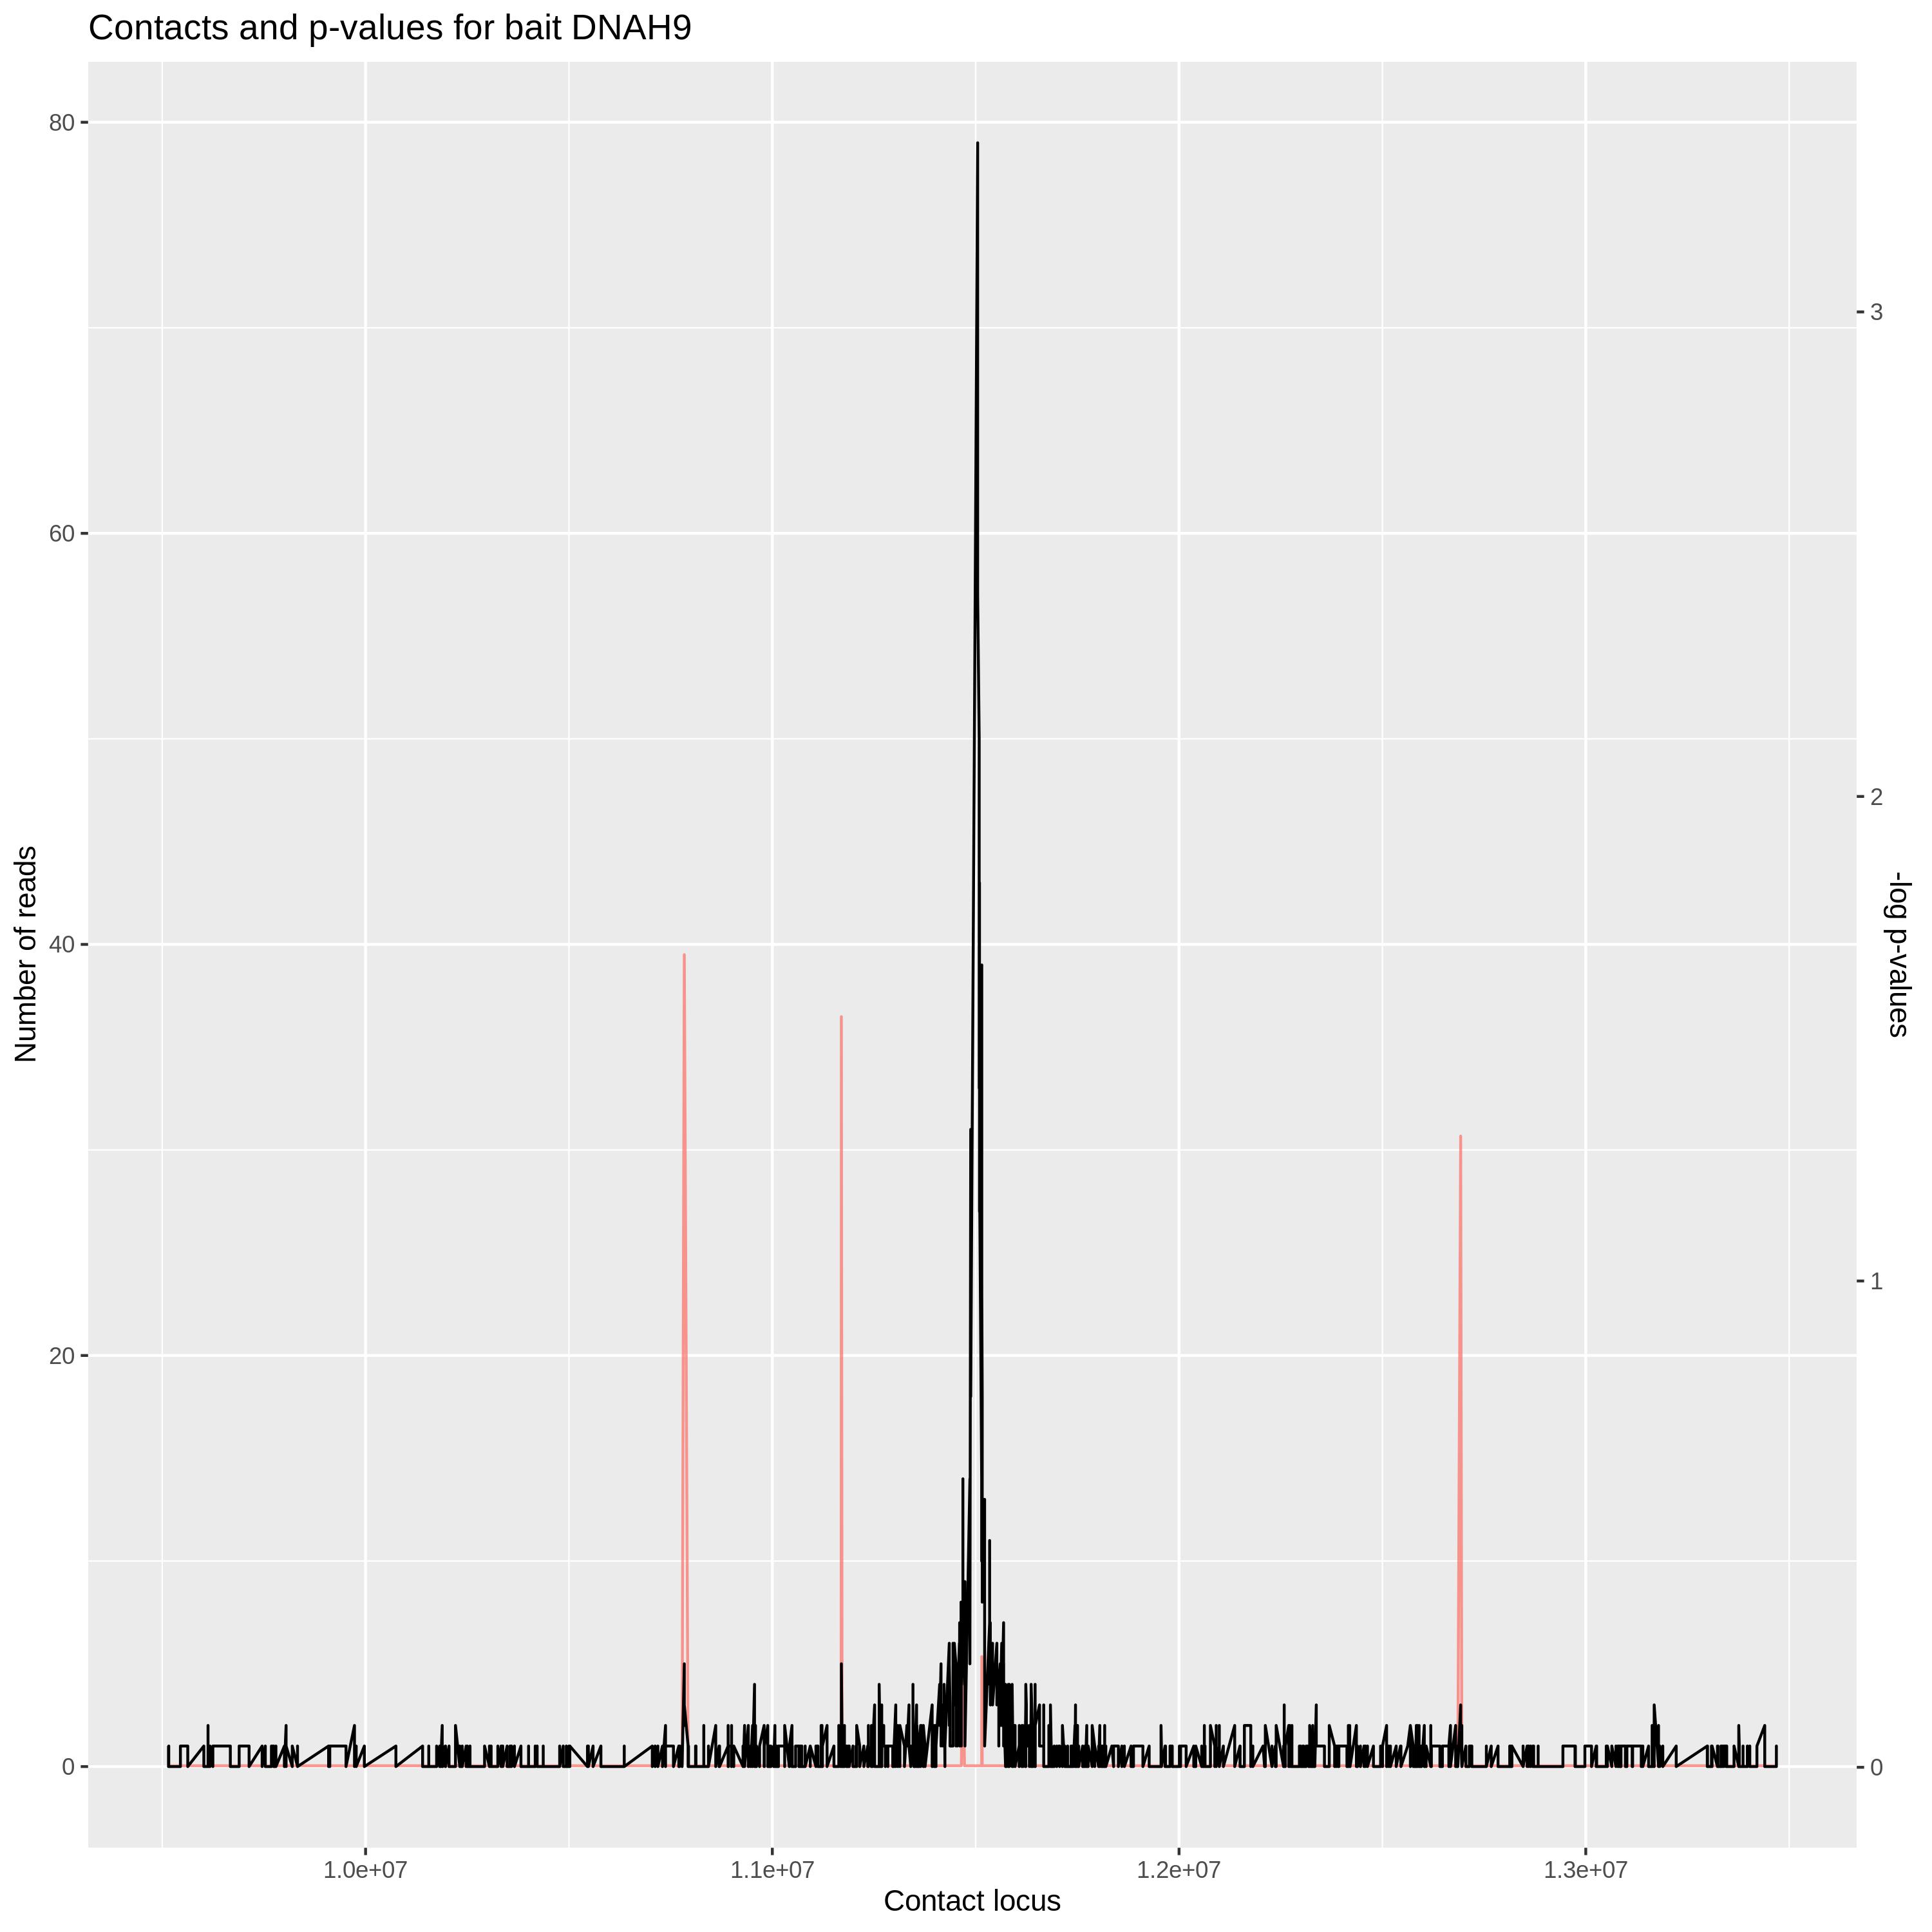 Contacts and p-values for bait DNAH9
80
60
40
20
0
Number of reads
3
2
1
0
-log p-values
1.0e+07
1.1e+07
1.2e+07
1.3e+07
Contact locus